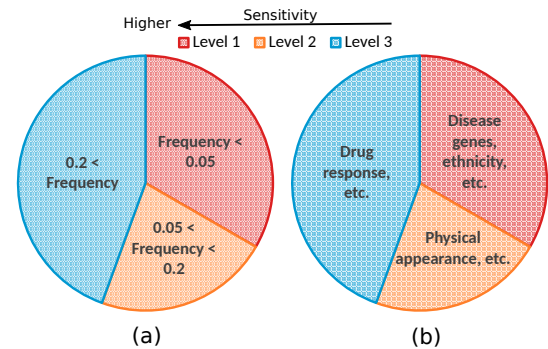 Sensitivity
Higher
Level 1 Level 2 Level 3
Frequency <
0.05
0.2 <
Frequency
0.05 <
Frequency <
0.2
Disease
genes,
ethnicity,
etc.
Drug
response,
etc.
Physical
appearance, etc.
(a)
(b)